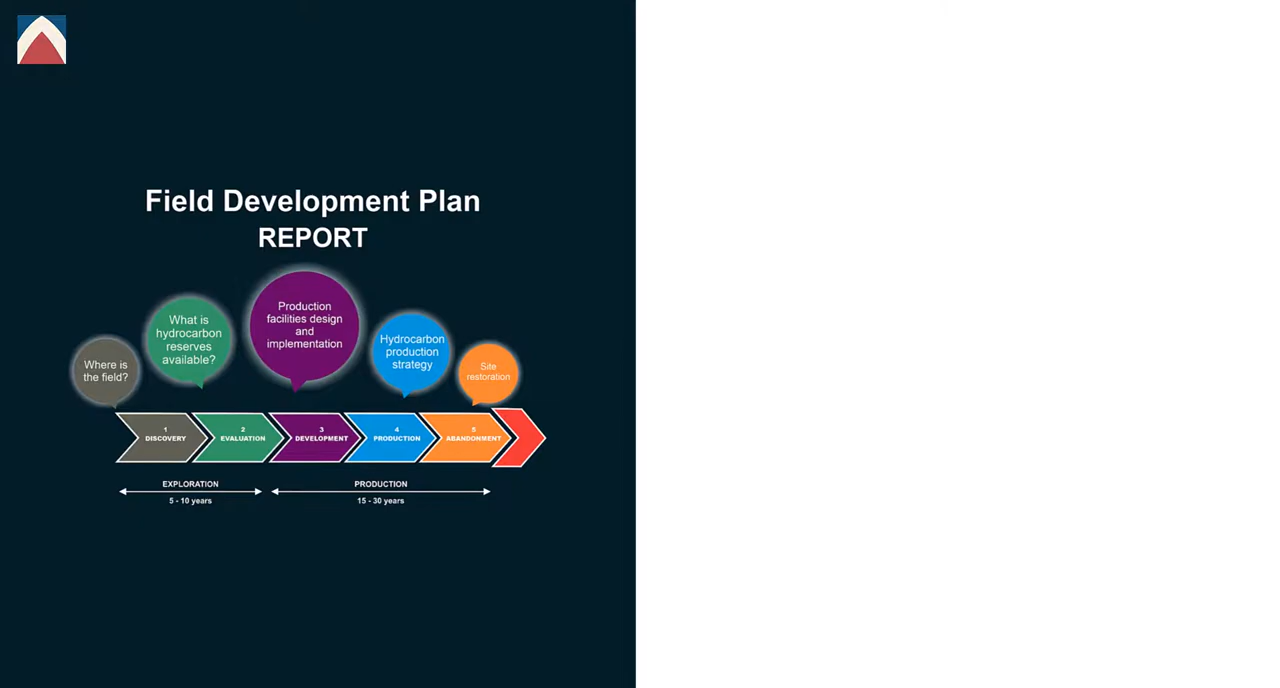 Field Development Plan
REPORT
Where is
the field?
What is
hydrocarbon
reserves
available?
Production
facilities design
and
implementation
Hydrocarbon
production
strategy
Site
restoration
1
DISCOVERY
2
EVALUATION
3
DEVELOPMENT
4
PRODUCTION
5
ABANDONMENT
EXPLORATION
5 - 10 years
PRODUCTION
15 - 30 years